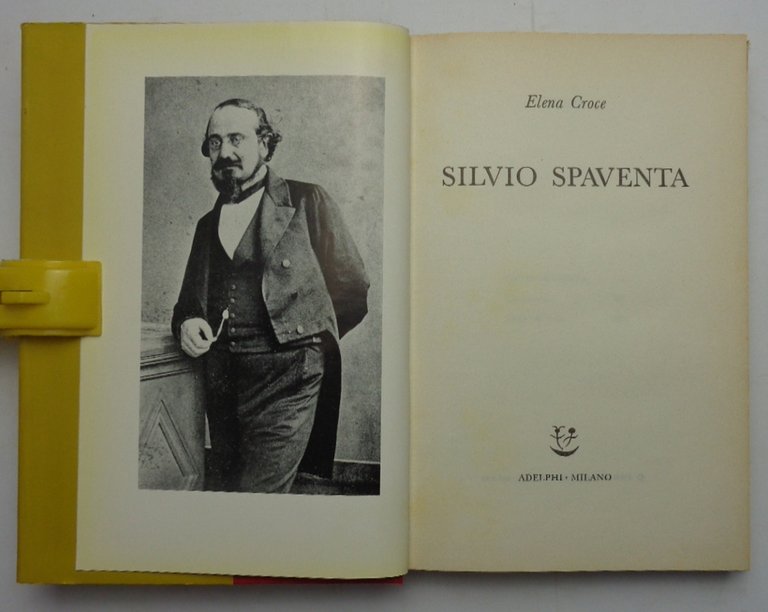 Elena Croce
SILVIO SPAVENTA
ADELPHI · MILANO